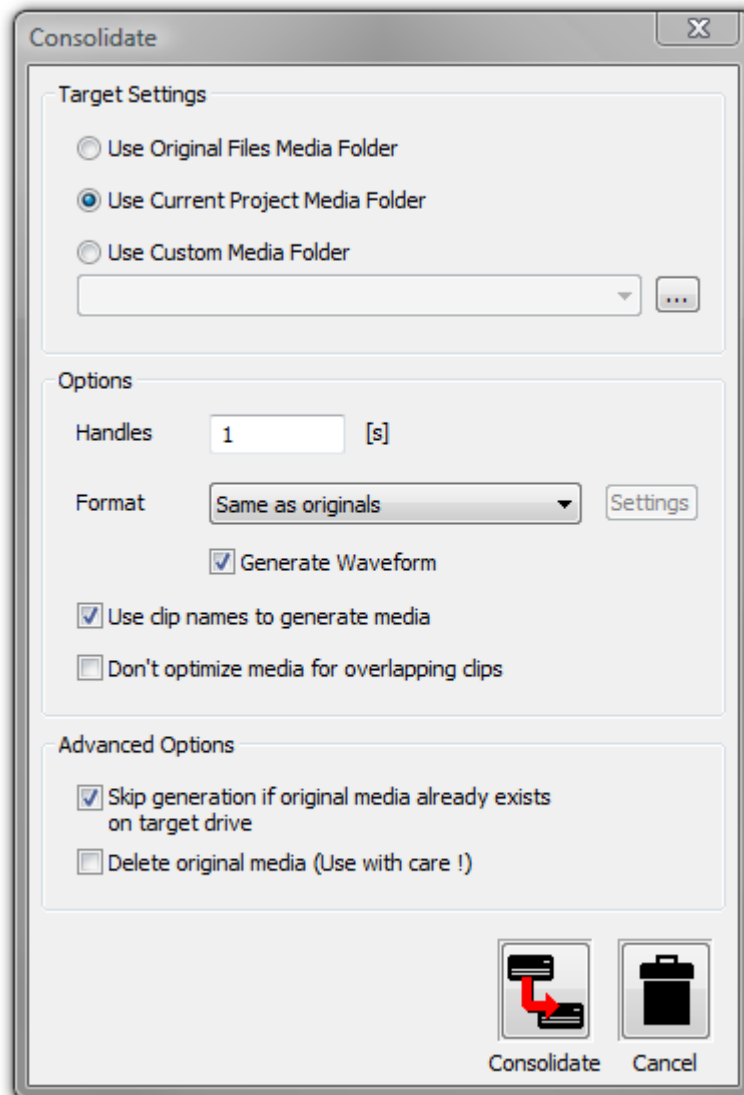 Consolidate
Target Settings
Use Original Files Media Folder
Use Current Project Media Folder
Use Custom Media Folder
...
Options
Handles 1 [s]
Format Same as originals Settings
Generate Waveform
Use clip names to generate media
Don't optimize media for overlapping clips
Advanced Options
Skip generation if original media already exists
on target drive
Delete original media (Use with care !)
Consolidate Cancel